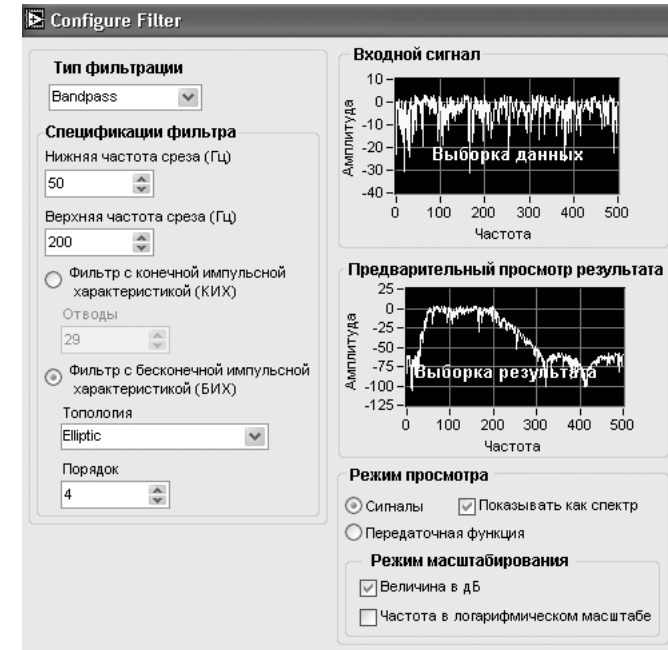 Configure Filter
Тип фильтрации
Bandpass
Спецификации фильтра
Нижняя частота среза (Гц)
50
Верхняя частота среза (Гц)
200
Фильтр с конечной импульсной
характеристикой (КИХ)
Отводы
29
Фильтр с бесконечной импульсной
характеристикой (БИХ)
Топология
Elliptic
Порядок
4
Входной сигнал
Амплитуда
10
0
-10
-20
-30
-40
Выборка данных
0 100 200 300 400 500
Частота
Предварительный просмотр результата
Амплитуда
25
0
-25
-50
-75
-100
-125
Выборка результата
0 100 200 300 400 500
Частота
Режим просмотра
Сигналы
Показывать как спектр
Передаточная функция
Режим масштабирования
Величина в дБ
Частота в логарифмическом масштабе